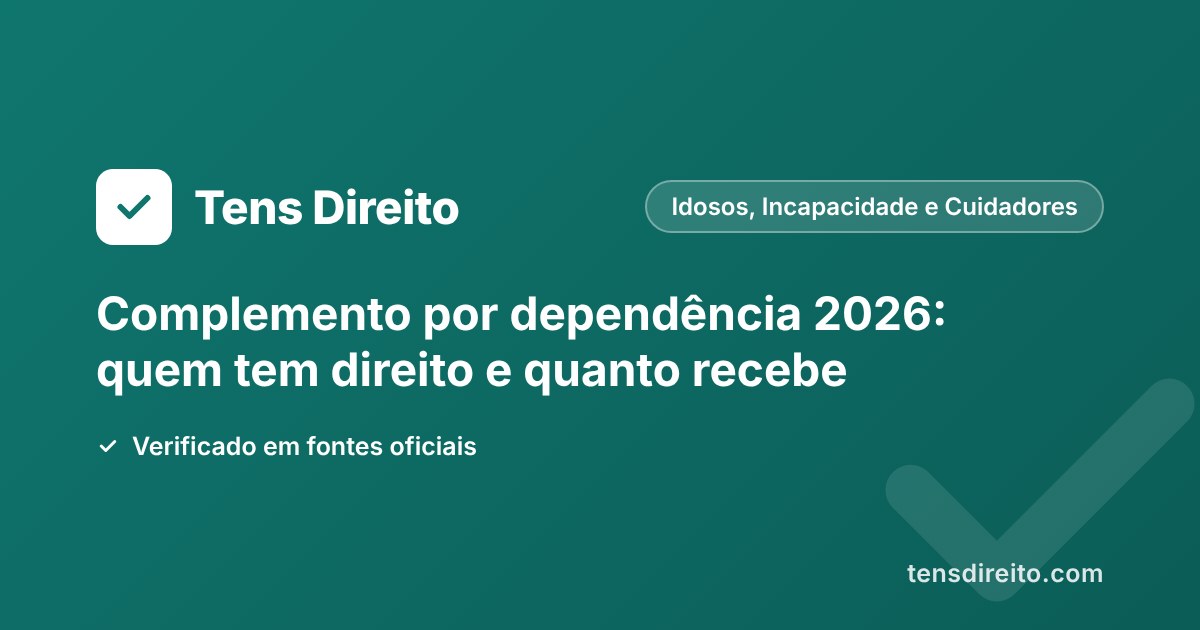 Tens Direito
Idosos, Incapacidade e Cuidadores
Complemento por dependência 2026:
quem tem direito e quanto recebe
Verificado em fontes oficiais
tensdireito.com